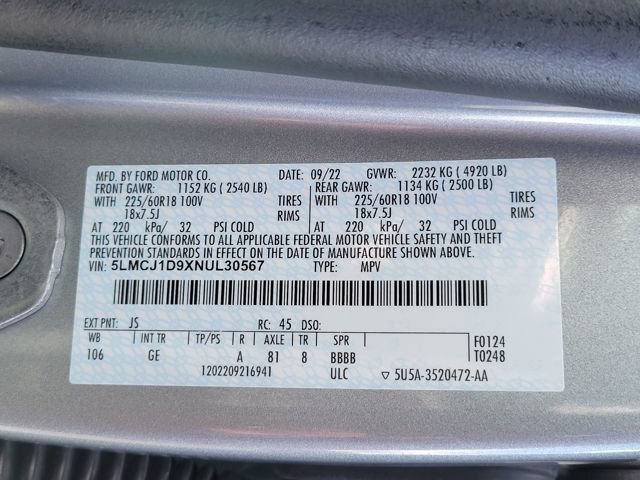 MFD. BY FORD MOTOR CO. DATE: 09/22 GVWR: 2232 KG ( 4920 LB)
FRONT GAWR: 1152 KG ( 2540 LB) REAR GAWR: 1134 KG ( 2500 LB)
WITH 225/60R18 100V TIRES WITH 225/60R18 100V TIRES
18x7.5J RIMS 18x7.5J RIMS
AT 220 kPa/ 32 PSI COLD AT 220 kPa/ 32 PSI COLD
THIS VEHICLE CONFORMS TO ALL APPLICABLE FEDERAL MOTOR VEHICLE SAFETY AND THEFT
PREVENTION STANDARDS IN EFFECT ON THE DATE OF MANUFACTURE SHOWN ABOVE.
VIN: 5LMCJ1D9XNUL30567 TYPE: MPV
EXT PNT: JS RC: 45 DSO: F0124
WB INT TR TP/PS R AXLE TR SPR T0248
106 GE A 81 8 BBBB
1202209216941 ULC ▽ 5U5A-3520472-AA